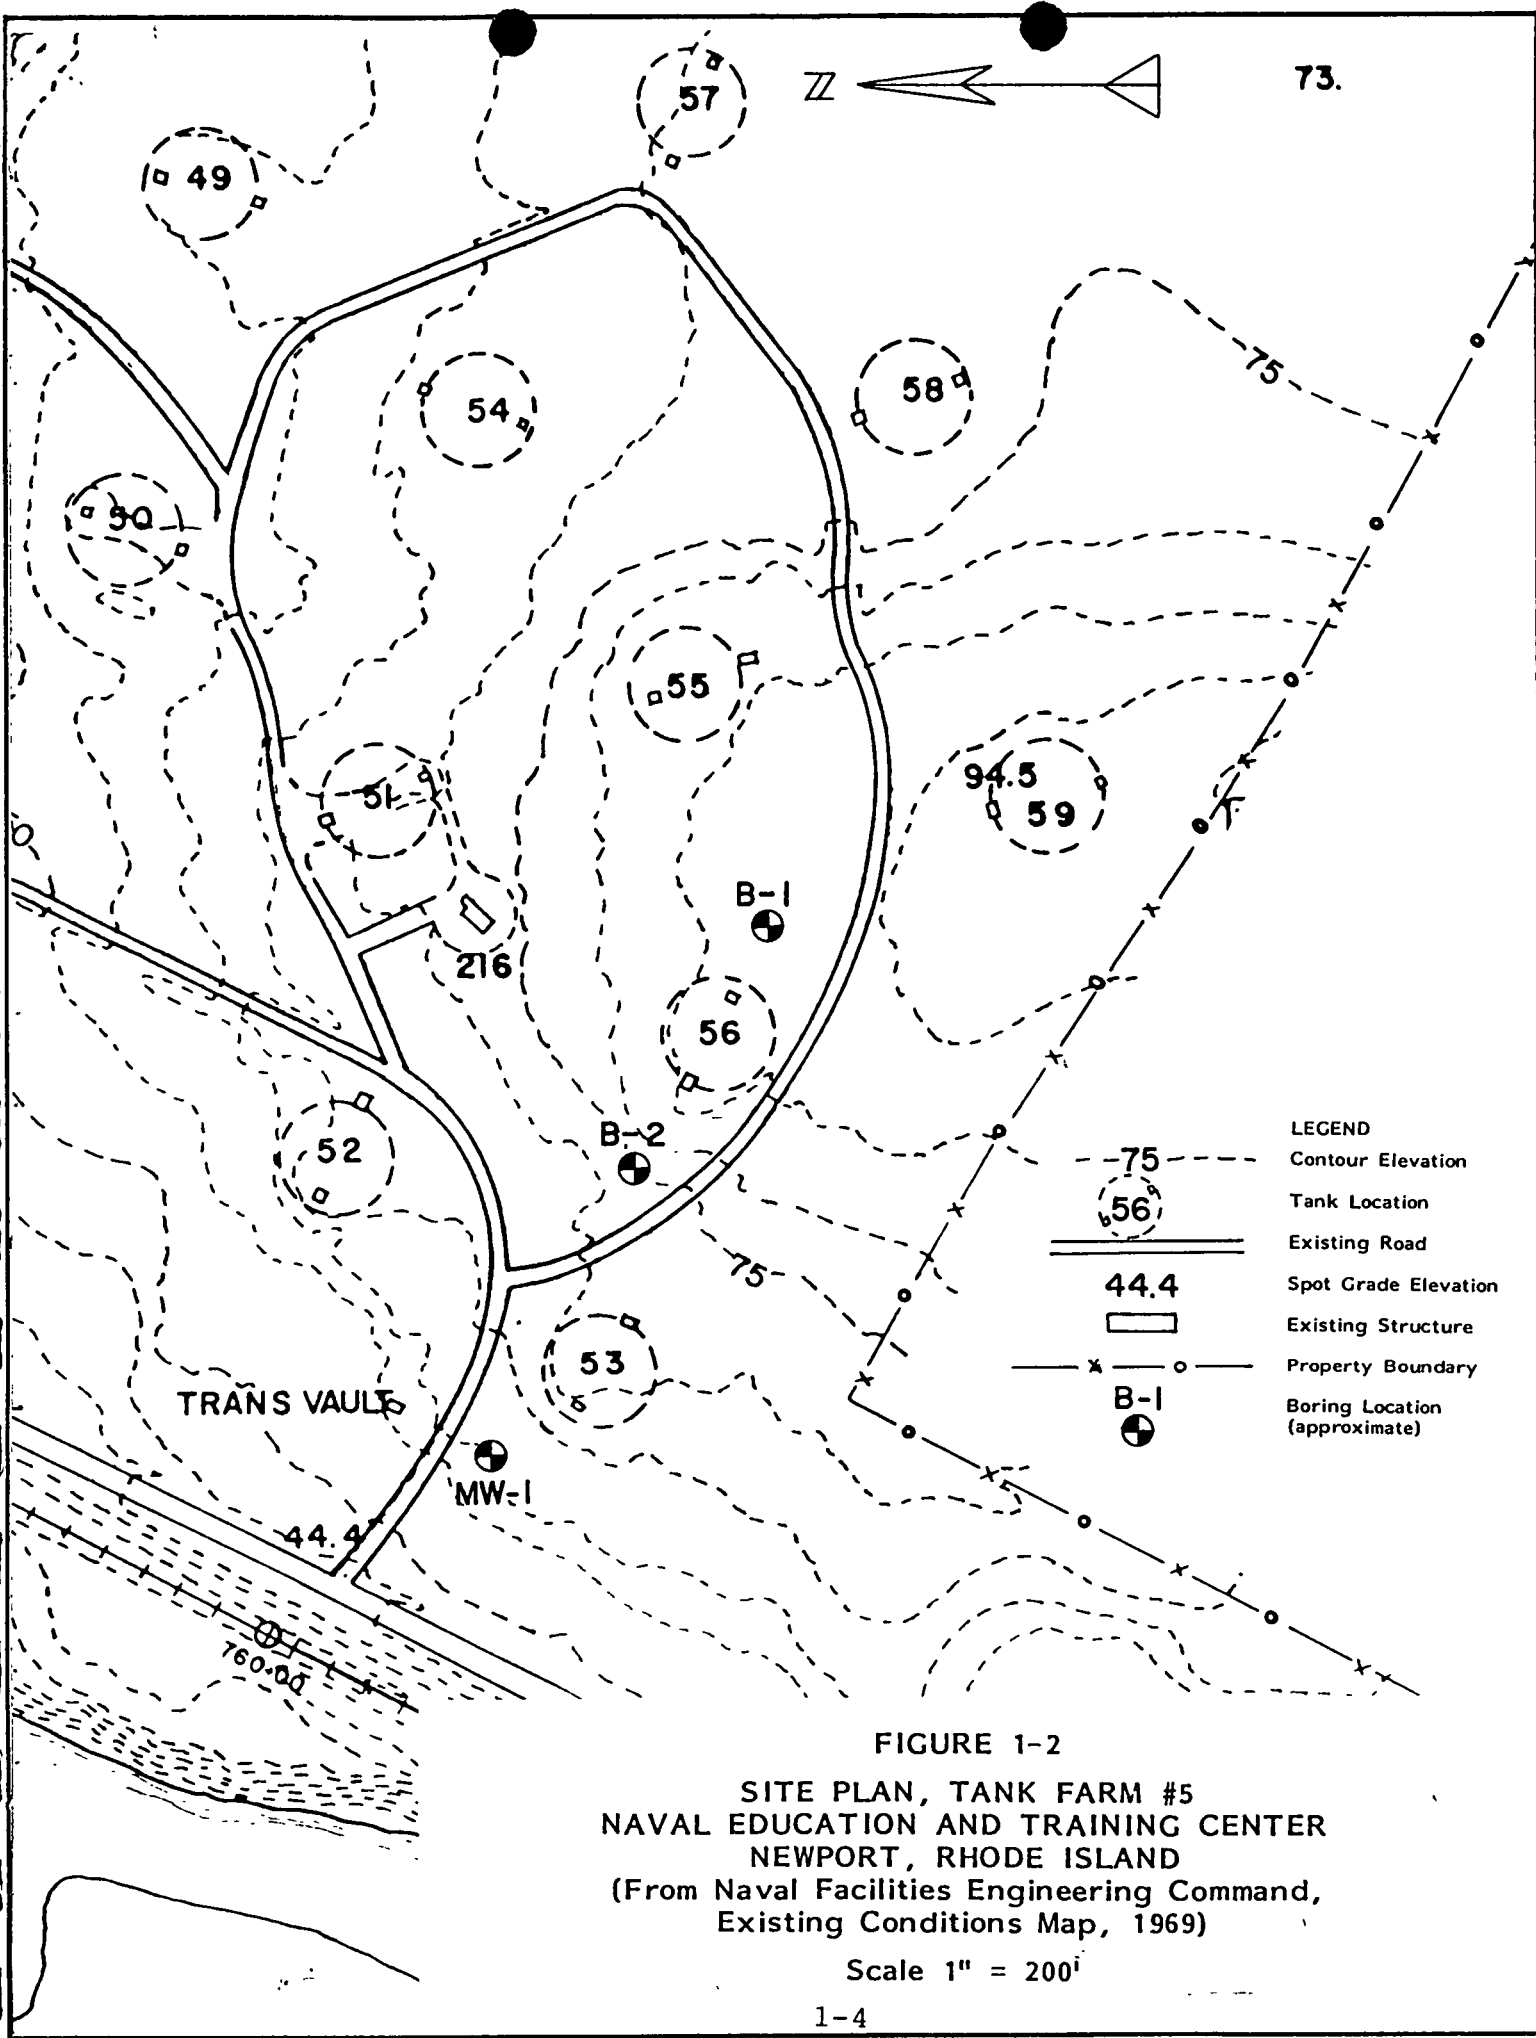 N
73.
57
49
75
58
54
50
55
94.5
59
51
B-1
216
56
B-2
52
75
53
TRANS VAULT
MW-1
44.4
760+00
LEGEND
75 Contour Elevation
56 Tank Location
Existing Road
44.4 Spot Grade Elevation
Existing Structure
x o Property Boundary
B-1 Boring Location
(approximate)
FIGURE 1-2
SITE PLAN, TANK FARM #5
NAVAL EDUCATION AND TRAINING CENTER
NEWPORT, RHODE ISLAND
(From Naval Facilities Engineering Command,
Existing Conditions Map, 1969)
Scale 1" = 200'
1-4